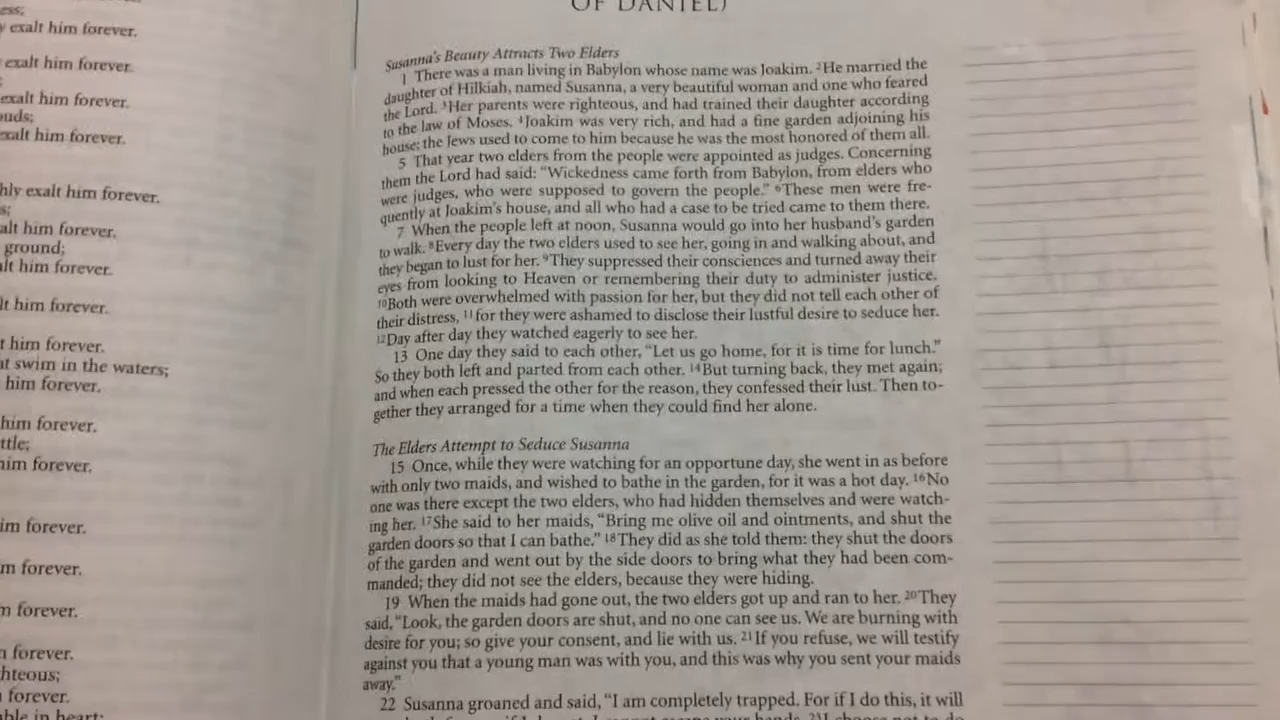 ess;
exalt him forever.
exalt him forever.
exalt him forever.
ouds;
exalt him forever.
hly exalt him forever.
s;
alt him forever.
ground;
alt him forever.
lt him forever.
t him forever.
at swim in the waters;
him forever.
him forever.
ttle;
him forever.
im forever.
m forever.
m forever.
n forever.
hteous;
forever.
ble in heart;
OF DANIEL)
Susanna's Beauty Attracts Two Elders
1 There was a man living in Babylon whose name was Joakim. 2He married the
daughter of Hilkiah, named Susanna, a very beautiful woman and one who feared
the Lord. 3Her parents were righteous, and had trained their daughter according
to the law of Moses. 4Joakim was very rich, and had a fine garden adjoining his
house; the Jews used to come to him because he was the most honored of them all.
5 That year two elders from the people were appointed as judges. Concerning
them the Lord had said: "Wickedness came forth from Babylon, from elders who
were judges, who were supposed to govern the people." 6These men were fre-
quently at Joakim's house, and all who had a case to be tried came to them there.
7 When the people left at noon, Susanna would go into her husband's garden
to walk. 8Every day the two elders used to see her, going in and walking about, and
they began to lust for her. 9They suppressed their consciences and turned away their
eyes from looking to Heaven or remembering their duty to administer justice.
10Both were overwhelmed with passion for her, but they did not tell each other of
their distress, 11for they were ashamed to disclose their lustful desire to seduce her.
12Day after day they watched eagerly to see her.
13 One day they said to each other, "Let us go home, for it is time for lunch."
So they both left and parted from each other. 14But turning back, they met again;
and when each pressed the other for the reason, they confessed their lust. Then to-
gether they arranged for a time when they could find her alone.
The Elders Attempt to Seduce Susanna
15 Once, while they were watching for an opportune day, she went in as before
with only two maids, and wished to bathe in the garden, for it was a hot day. 16No
one was there except the two elders, who had hidden themselves and were watch-
ing her. 17She said to her maids, "Bring me olive oil and ointments, and shut the
garden doors so that I can bathe." 18They did as she told them: they shut the doors
of the garden and went out by the side doors to bring what they had been com-
manded; they did not see the elders, because they were hiding.
19 When the maids had gone out, the two elders got up and ran to her. 20They
said, "Look, the garden doors are shut, and no one can see us. We are burning with
desire for you; so give your consent, and lie with us. 21If you refuse, we will testify
against you that a young man was with you, and this was why you sent your maids
away."
22 Susanna groaned and said, "I am completely trapped. For if I do this, it will